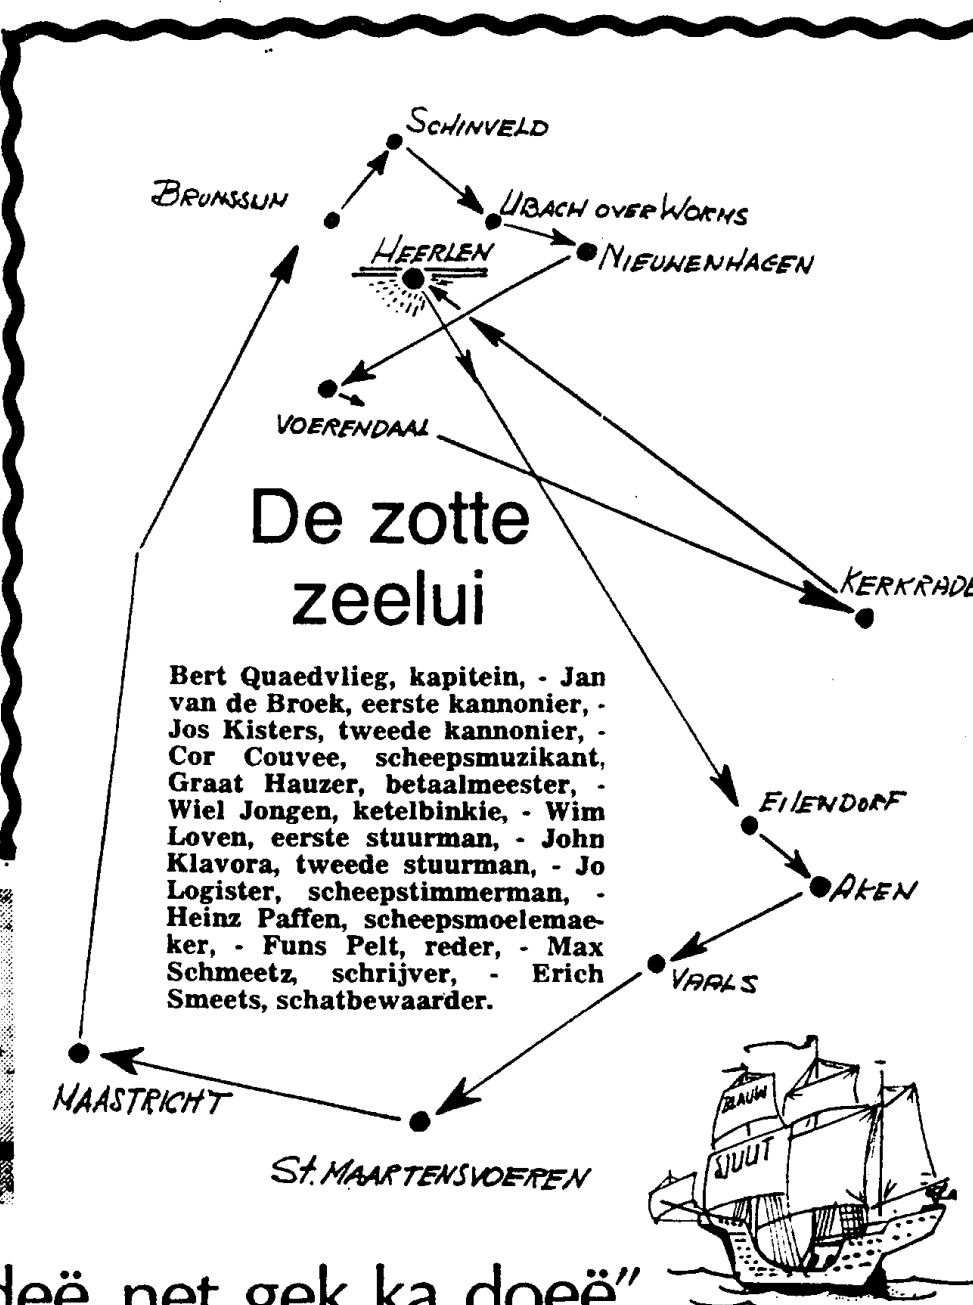 SCHINVELD
BRUNSSUM
UBACH OVER WORMS
HEERLEN
NIEUWENHAGEN
VOERENDAAL
De zotte
zeelui
KERKRADE
Bert Quaedvlieg, kapitein, - Jan
van de Broek, eerste kannonier, -
Jos Kisters, tweede kannonier, -
Cor Couvee, scheepsmuzikant,
Graat Hauzer, betaalmeester, -
Wiel Jongen, ketelbinkie, - Wim
Loven, eerste stuurman, - John
Klavora, tweede stuurman, - Jo
Logister, scheepstimmerman, -
Heinz Paffen, scheepsmoelemae-
ker, - Funs Pelt, reder, - Max
Schmeetz, schrijver, - Erich
Smeets, schatbewaarder.
EILENDORF
AKEN
VAALS
MAASTRICHT
ST. MAARTENSVOEREN
BLAUW
SJUUT
deë net gek ka doeë"